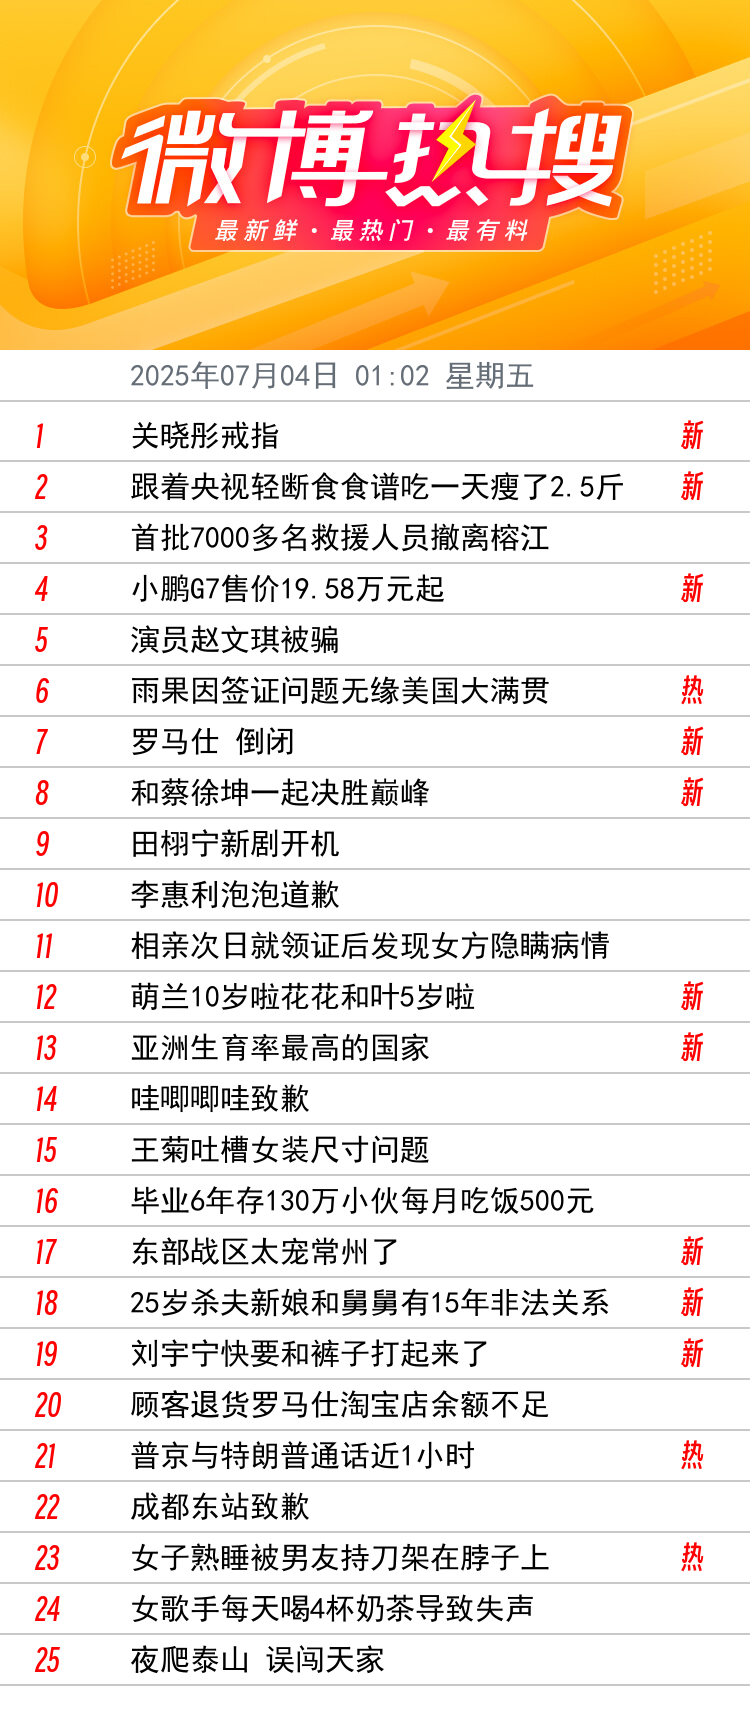 微博热搜
最新鲜·最热门·最有料
2025年07月04日 01:02 星期五
1 关晓彤戒指 新
2 跟着央视轻断食食谱吃一天瘦了2.5斤 新
3 首批7000多名救援人员撤离榕江
4 小鹏G7售价19.58万元起 新
5 演员赵文琪被骗
6 雨果因签证问题无缘美国大满贯 热
7 罗马仕 倒闭 新
8 和蔡徐坤一起决胜巅峰 新
9 田栩宁新剧开机
10 李惠利泡泡道歉
11 相亲次日就领证后发现女方隐瞒病情
12 萌兰10岁啦花花和叶5岁啦 新
13 亚洲生育率最高的国家 新
14 哇唧唧哇致歉
15 王菊吐槽女装尺寸问题
16 毕业6年存130万小伙每月吃饭500元
17 东部战区太宠常州了 新
18 25岁杀夫新娘和舅舅有15年非法关系 新
19 刘宇宁快要和裤子打起来了 新
20 顾客退货罗马仕淘宝店余额不足
21 普京与特朗普通话近1小时 热
22 成都东站致歉
23 女子熟睡被男友持刀架在脖子上 热
24 女歌手每天喝4杯奶茶导致失声
25 夜爬泰山 误闯天家